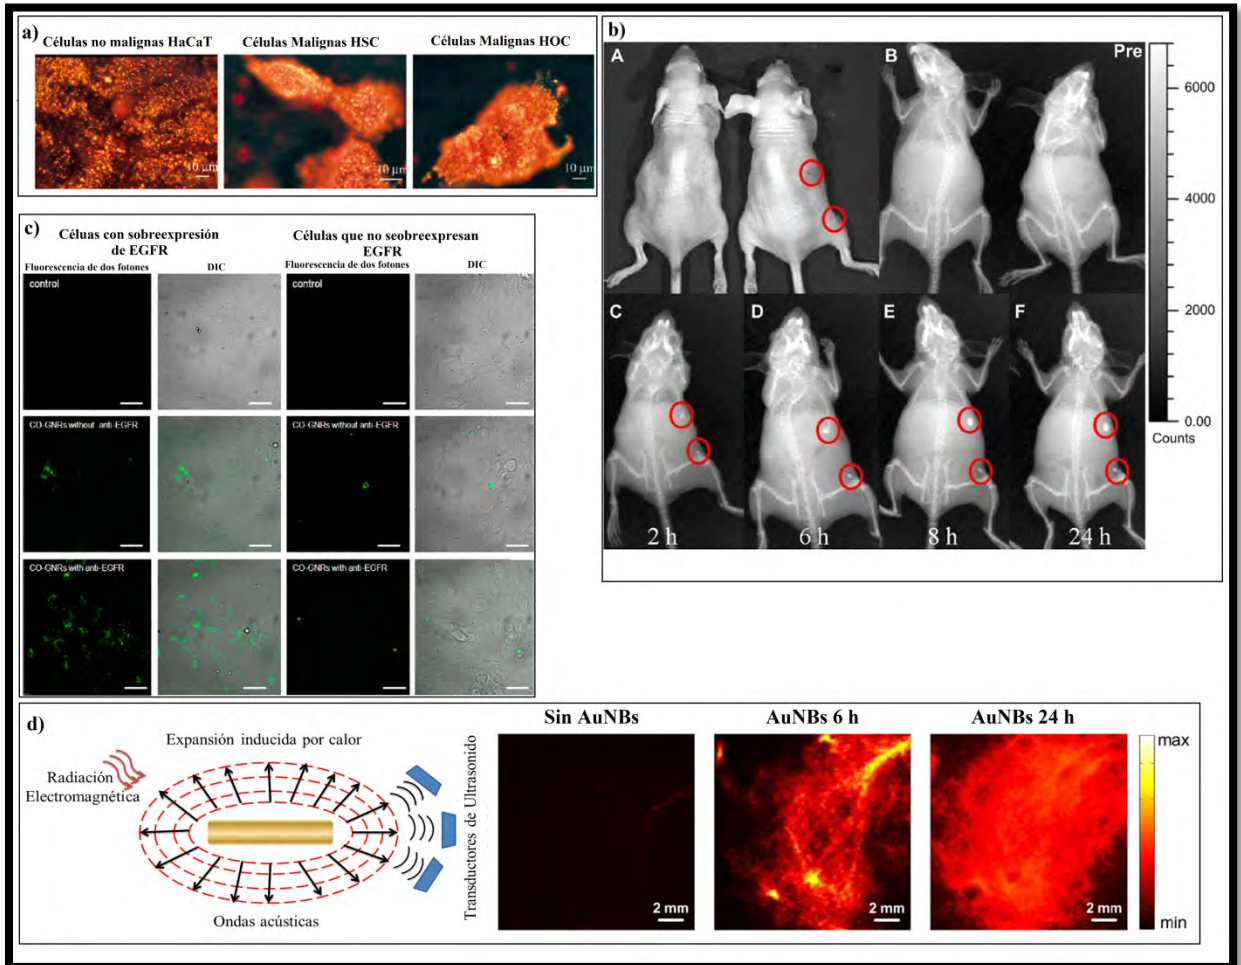 a)
Células no malignas HaCaT
Células Malignas HSC
Células Malignas HOC
10 µm
10 µm
10 µm
b)
A
B
Pre
6000
4000
2000
0.00
Counts
C
D
E
F
2 h
6 h
8 h
24 h
c)
Céluas con sobreexpresión
de EGFR
Células que no seobreexpresan
EGFR
Fluorescencia de dos fotones
DIC
Fluorescencia de dos fotones
DIC
control
control
CO-GNRs without anti-EGFR
CO-GNRs without anti-EGFR
CO-GNRs with anti-EGFR
CO-GNRs with anti-EGFR
d)
Expansión inducida por calor
Radiación
Electromagnética
Ondas acústicas
Transductores de Ultrasonido
Sin AuNBs
AuNBs 6 h
AuNBs 24 h
2 mm
2 mm
2 mm
max
min